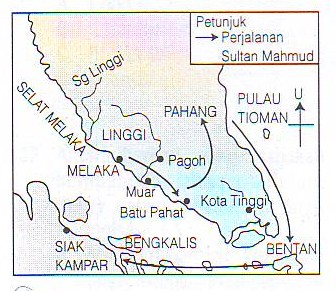 Petunjuk
Perjalanan
Sultan Mahmud
Sg Linggi
SELAT MELAKA
PAHANG
PULAU
TIOMAN
U
LINGGI
Pagoh
MELAKA
Muar
Kota Tinggi
Batu Pahat
SIAK
BENGKALIS
BENTAN
KAMPAR